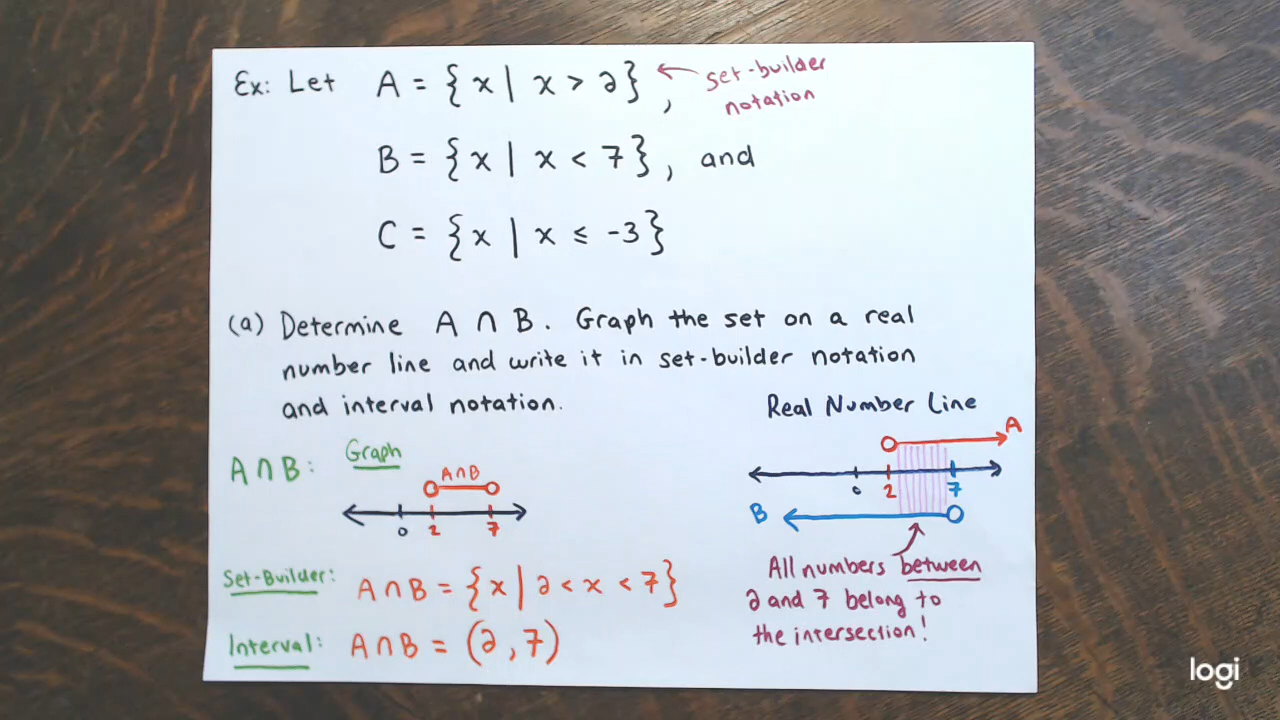 Ex: Let A = { x | x > 2 } , ← set-builder
notation
B = { x | x < 7 } , and
C = { x | x ≤ -3 }
(a) Determine A ∩ B. Graph the set on a real
number line and write it in set-builder notation
and interval notation.
Real Number Line
A
0 2 7
B
All numbers between
2 and 7 belong to
the intersection!
A ∩ B: Graph
A ∩ B
0 2 7
Set-Builder: A ∩ B = { x | 2 < x < 7 }
Interval: A ∩ B = (2, 7)
logi